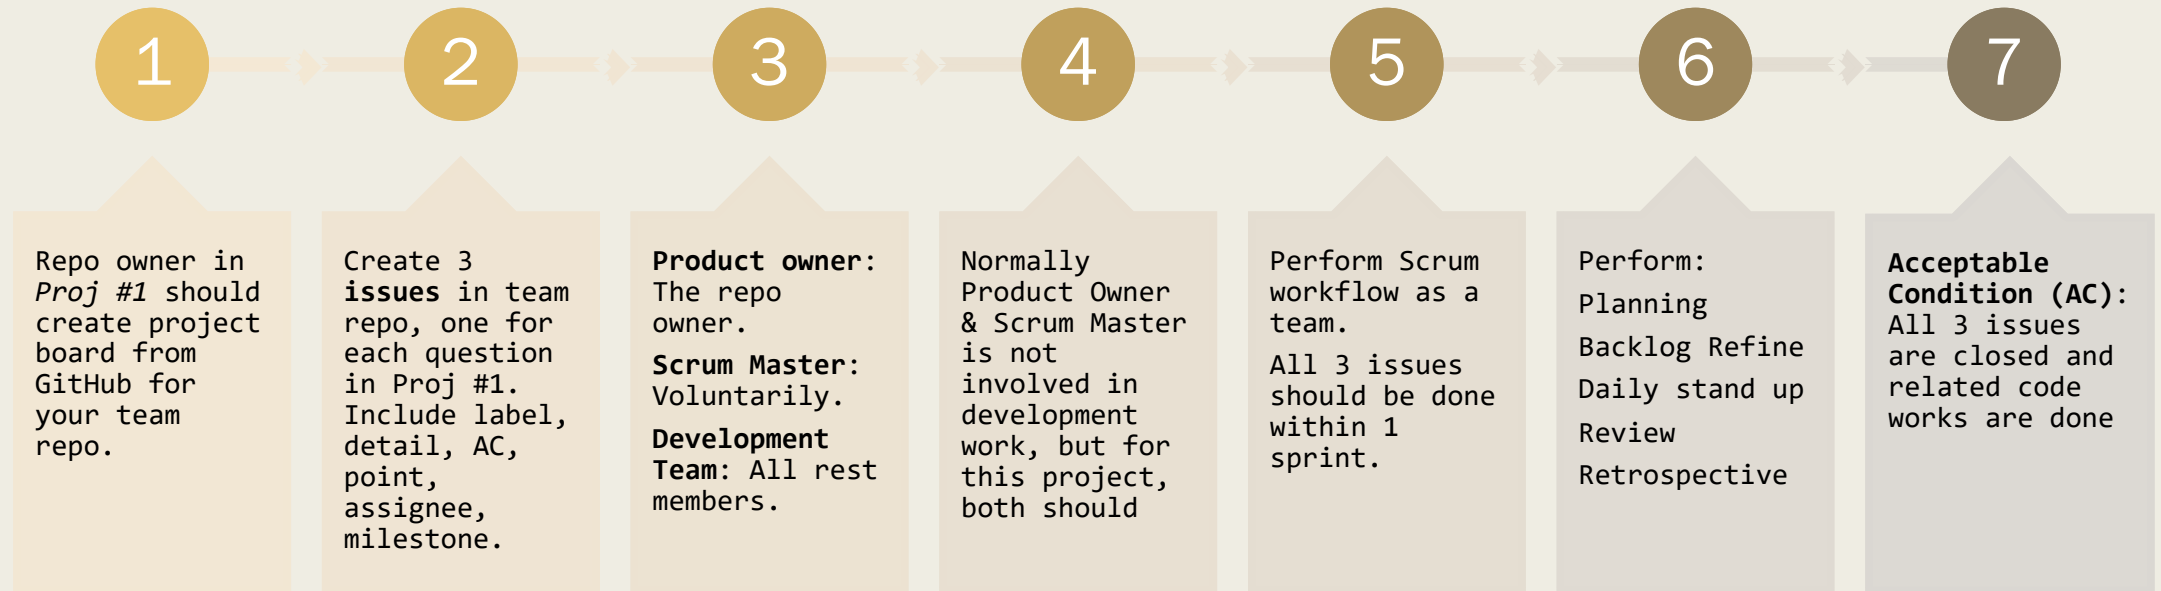 1
2
3
4
5
6
7
Repo owner in
Proj #1 should
create project
board from
GitHub for
your team
repo.
Create 3
issues in team
repo, one for
each question
in Proj #1.
Include label,
detail, AC,
point,
assignee,
milestone.
Product owner:
The repo
owner.
Scrum Master:
Voluntarily.
Development
Team: All rest
members.
Normally
Product Owner
& Scrum Master
is not
involved in
development
work, but for
this project,
both should
Perform Scrum
workflow as a
team.
All 3 issues
should be done
within 1
sprint.
Perform:
Planning
Backlog Refine
Daily stand up
Review
Retrospective
Acceptable
Condition (AC):
All 3 issues
are closed and
related code
works are done